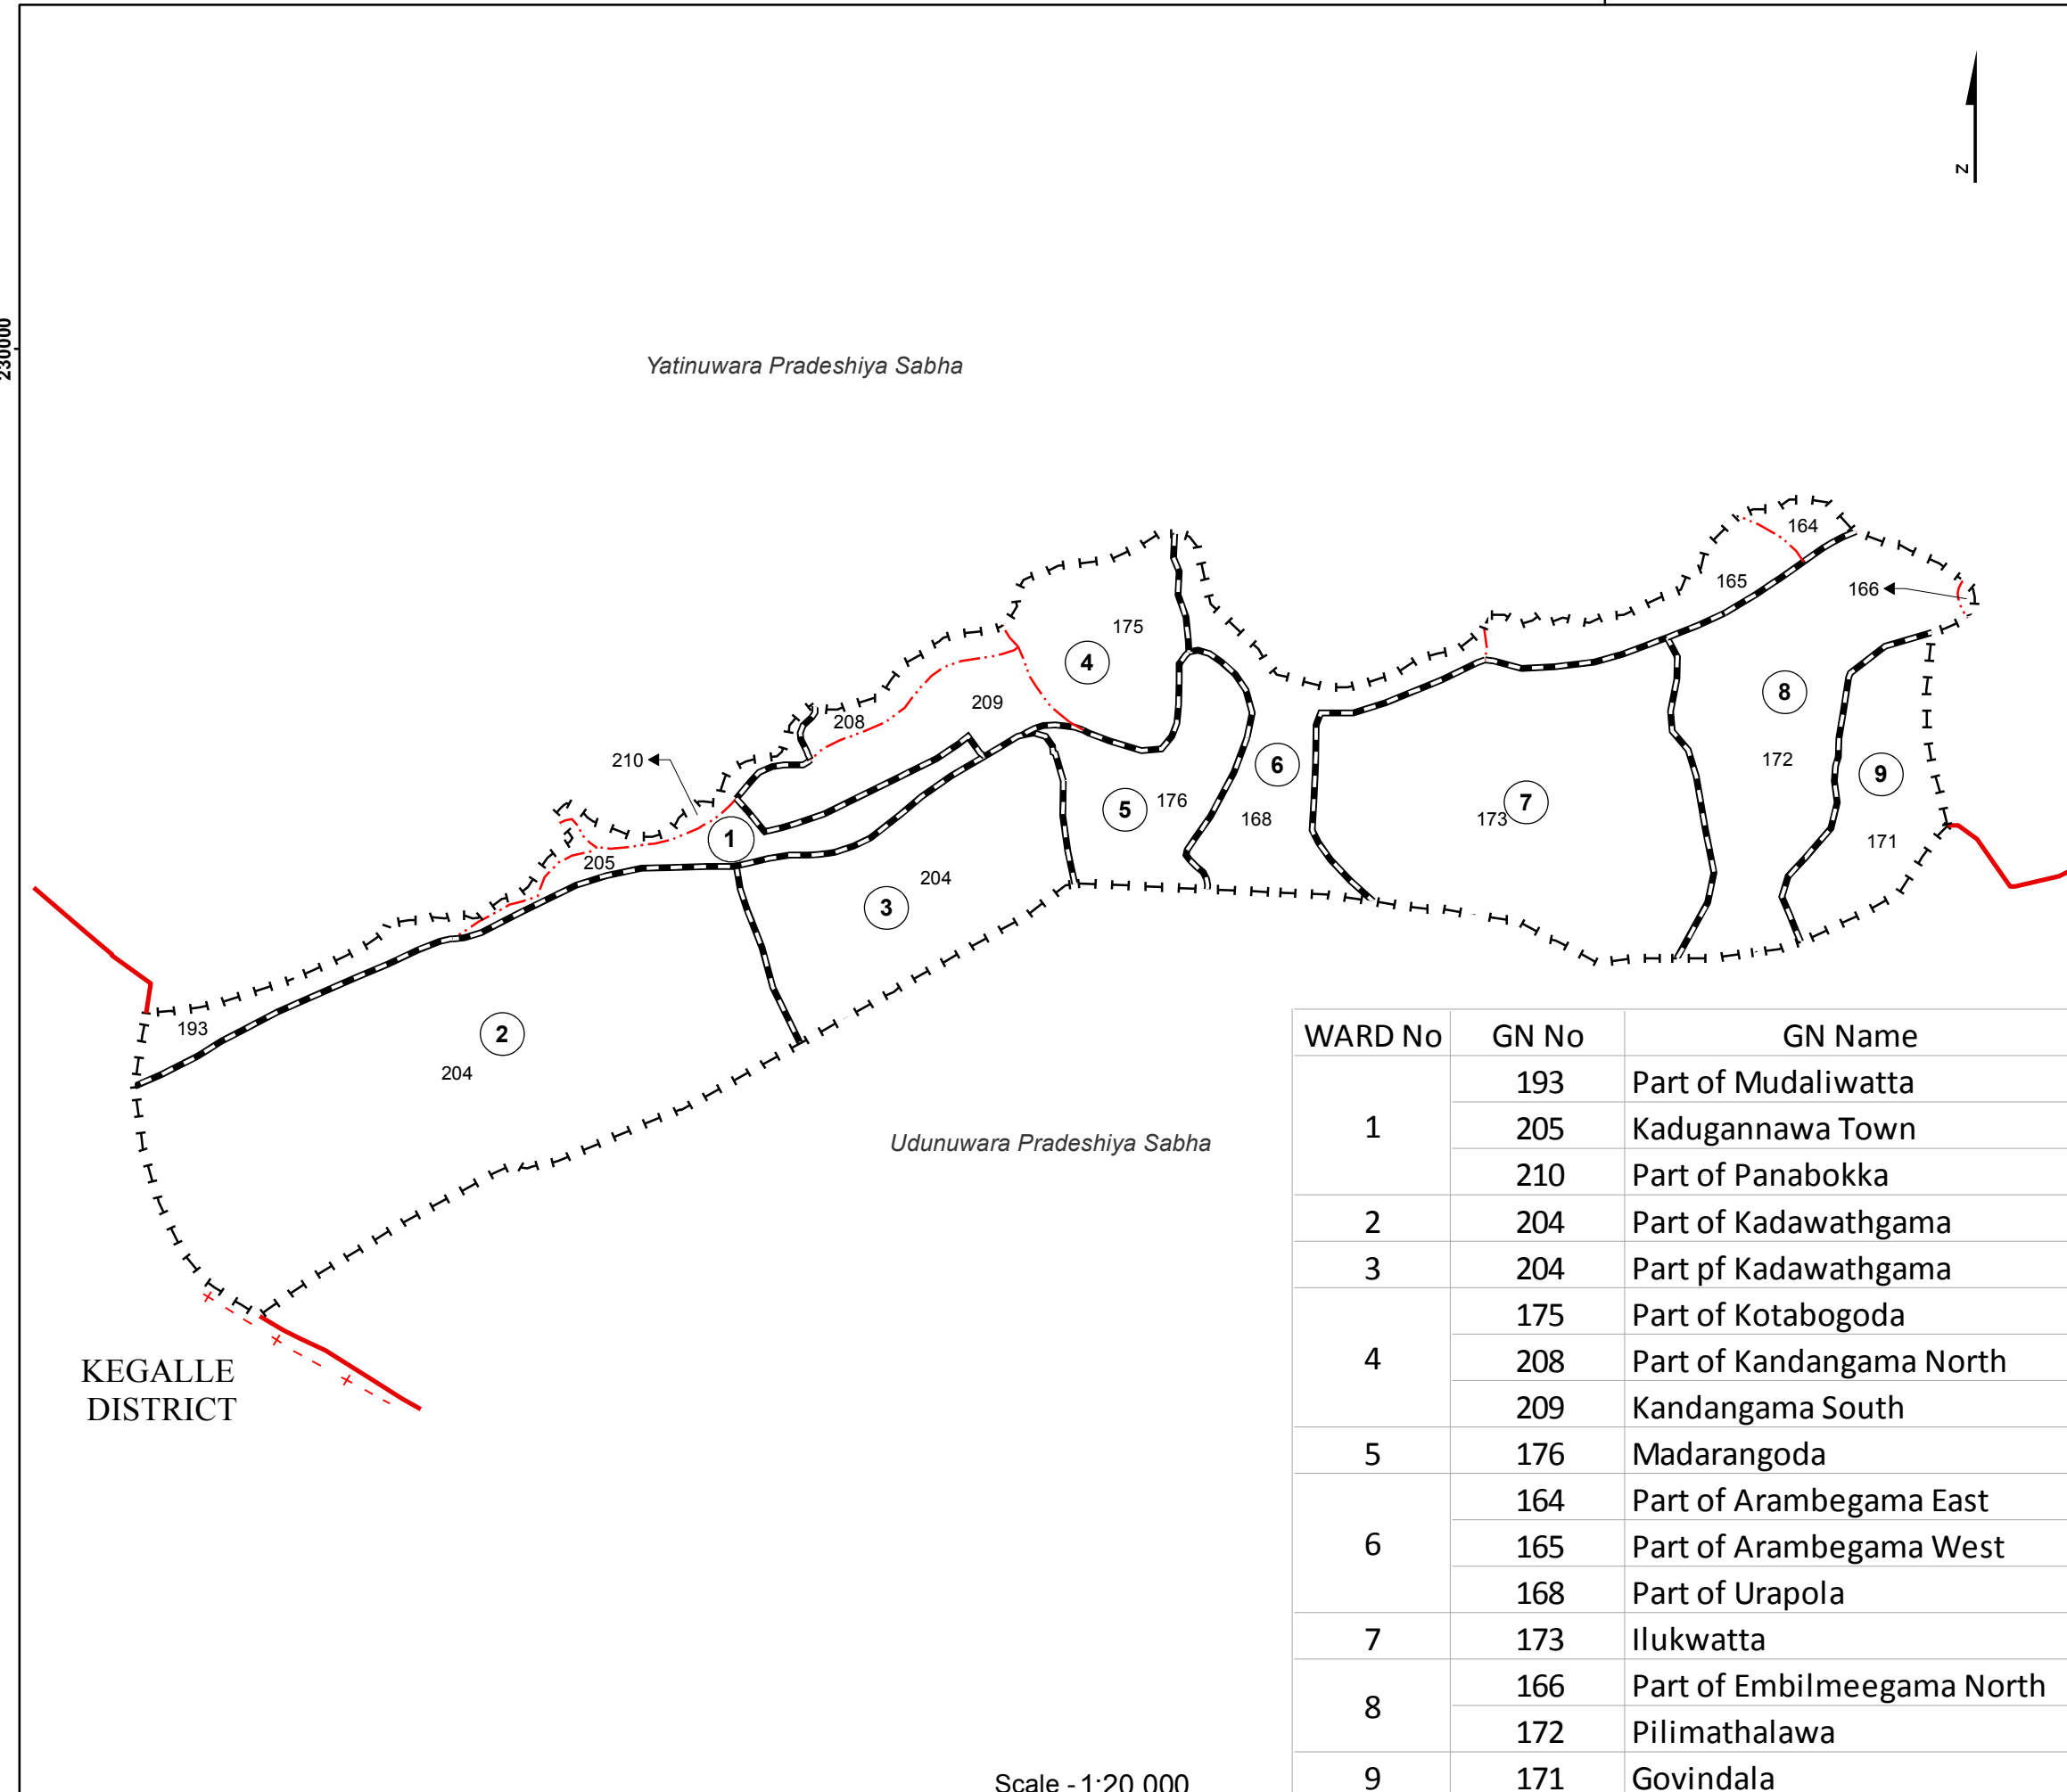 N
230000
Yatinuwara Pradeshiya Sabha
164
165
166
175
4
209
208
8
210
6
172
9
7
176
5
168
173
1
171
205
204
3
193
2
204
Udunuwara Pradeshiya Sabha
KEGALLE
DISTRICT
WARD No GN No GN Name
1 193 Part of Mudaliwatta
205 Kadugannawa Town
210 Part of Panabokka
2 204 Part of Kadawathgama
3 204 Part pf Kadawathgama
4 175 Part of Kotabogoda
208 Part of Kandangama North
209 Kandangama South
5 176 Madarangoda
6 164 Part of Arambegama East
165 Part of Arambegama West
168 Part of Urapola
7 173 Ilukwatta
8 166 Part of Embilmeegama North
172 Pilimathalawa
9 171 Govindala
Scale - 1:20 000